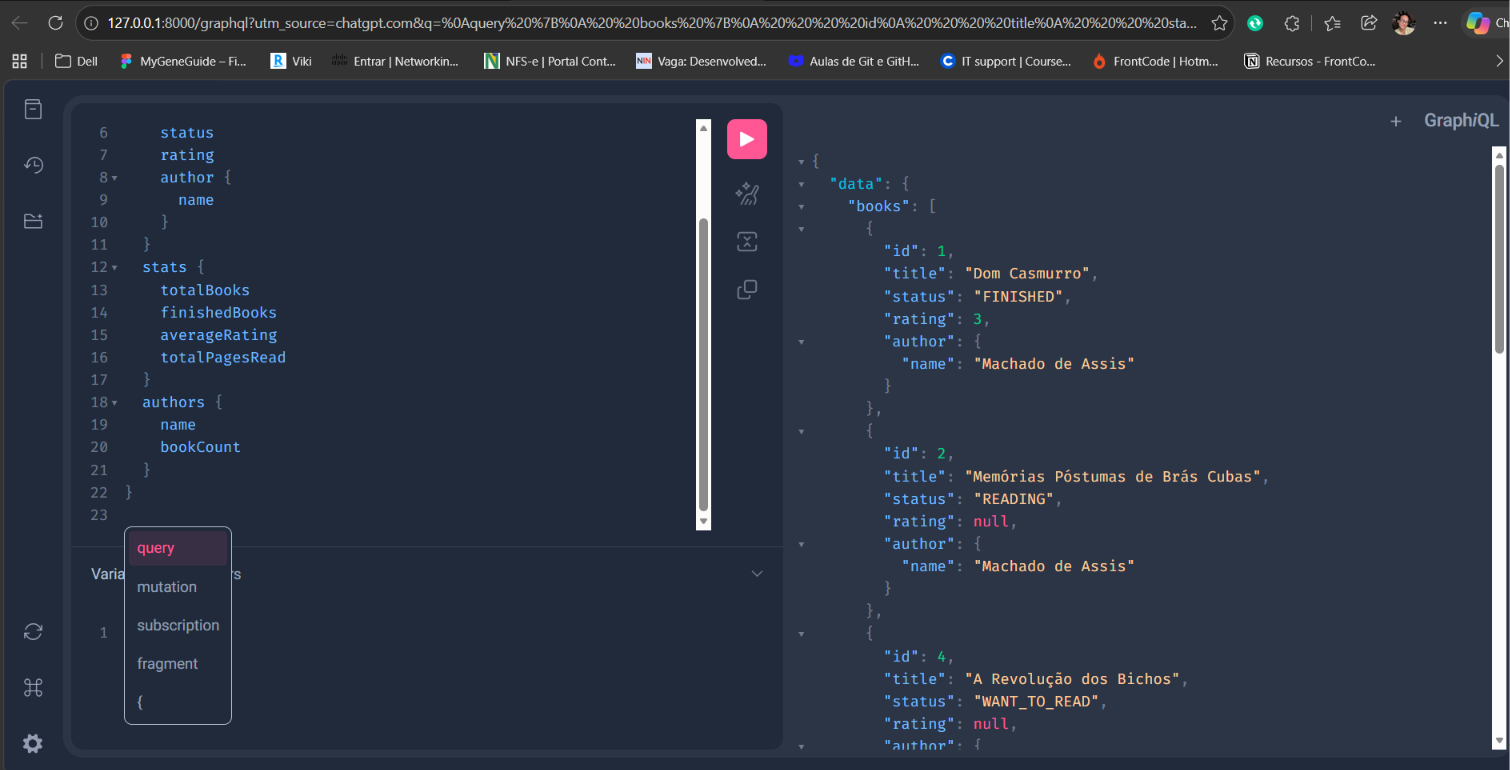 127.0.0.1:8000/graphql?utm_source=chatgpt.com&q=%0Aquery%20%7B%0A%20%20books%20%7B%0A%20%20%20%20id%0A%20%20%20%20title%0A%20%20%20%20sta...
Ch
Dell
MyGeneGuide – Fi...
R Viki
Entrar | Networkin...
N NFS-e | Portal Cont...
NIN Vaga: Desenvolved...
Aulas de Git e GitH...
C IT support | Course...
FrontCode | Hotm...
N Recursos - FrontCo...
GraphiQL
6 status
7 rating
8 author {
9 name
10 }
11 }
12 stats {
13 totalBooks
14 finishedBooks
15 averageRating
16 totalPagesRead
17 }
18 authors {
19 name
20 bookCount
21 }
22 }
23
query
mutation
subscription
fragment
{
Varia
rs
1
{
"data": {
"books": [
{
"id": 1,
"title": "Dom Casmurro",
"status": "FINISHED",
"rating": 3,
"author": {
"name": "Machado de Assis"
}
},
{
"id": 2,
"title": "Memórias Póstumas de Brás Cubas",
"status": "READING",
"rating": null,
"author": {
"name": "Machado de Assis"
}
},
{
"id": 4,
"title": "A Revolução dos Bichos",
"status": "WANT_TO_READ",
"rating": null,
"author": {